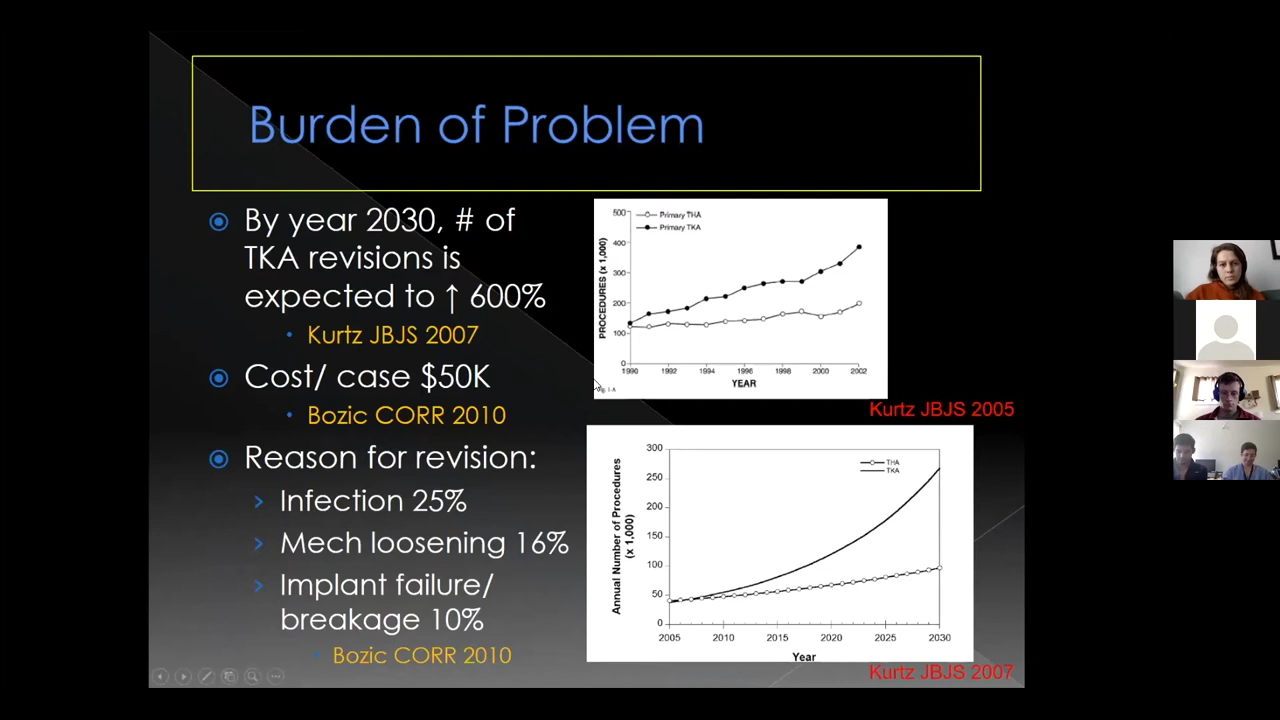 Burden of Problem
By year 2030, # of
TKA revisions is
expected to ↑ 600%
Kurtz JBJS 2007
Cost/ case $50K
Bozic CORR 2010
Reason for revision:
Infection 25%
Mech loosening 16%
Implant failure/
breakage 10%
Bozic CORR 2010
Primary THA
Primary TKA
PROCEDURES (x 1,000)
500
400
300
200
100
0
1990 1992 1994 1996 1998 2000 2002
YEAR
Fig. 1-A
Kurtz JBJS 2005
THA
TKA
Annual Number of Procedures
(x 1,000)
300
250
200
150
100
50
0
2005 2010 2015 2020 2025 2030
Year
Kurtz JBJS 2007